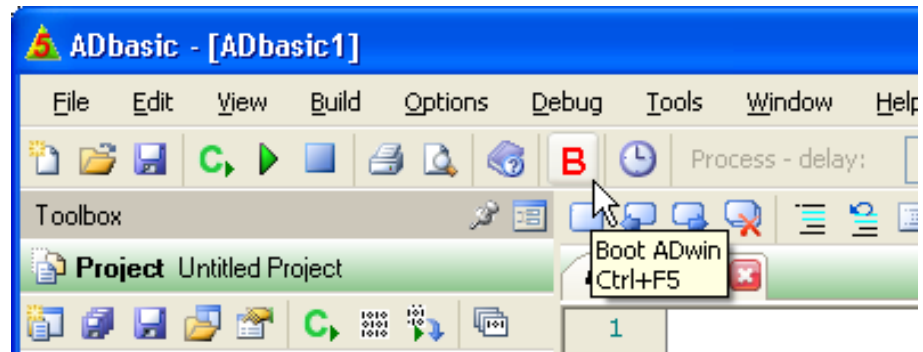 5 ADbasic - [ADbasic1]
File Edit View Build Options Debug Tools Window Help
C B Process - delay:
Toolbox
Project Untitled Project
Boot ADwin
Ctrl+F5
C
1